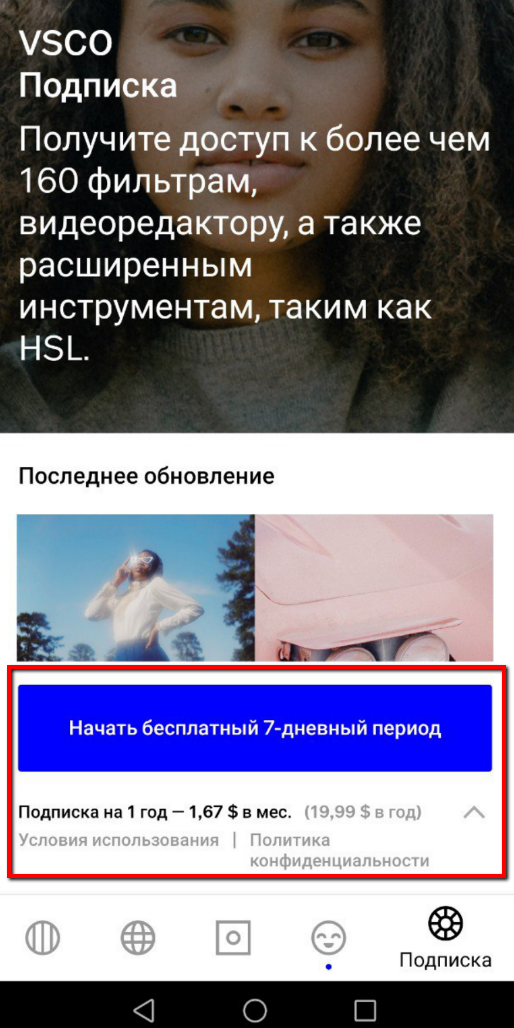 VSCO
Подписка
Получите доступ к более чем
160 фильтрам,
видеоредактору, а также
расширенным
инструментам, таким как
HSL.
Последнее обновление
Начать бесплатный 7-дневный период
Подписка на 1 год — 1,67 $ в мес. (19,99 $ в год)
Условия использования | Политика
конфиденциальности
Подписка